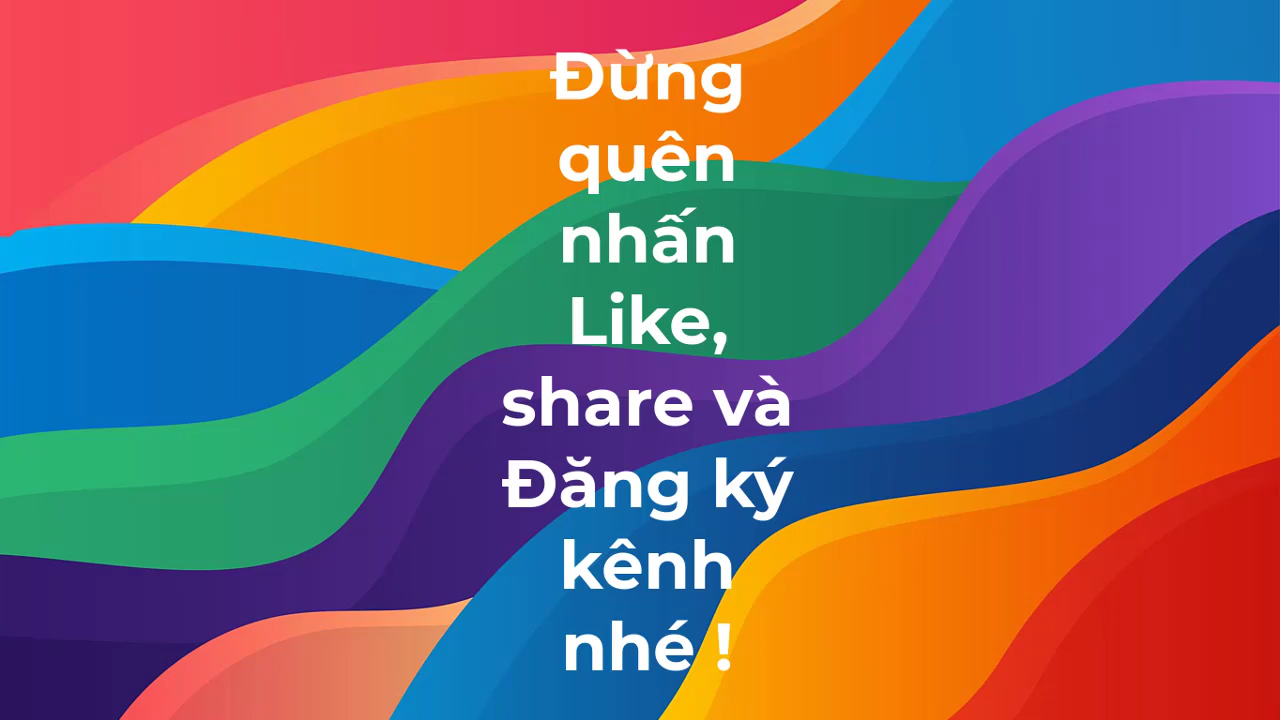 Đừng
quên
nhấn
Like,
share và
Đăng ký
kênh
nhé !